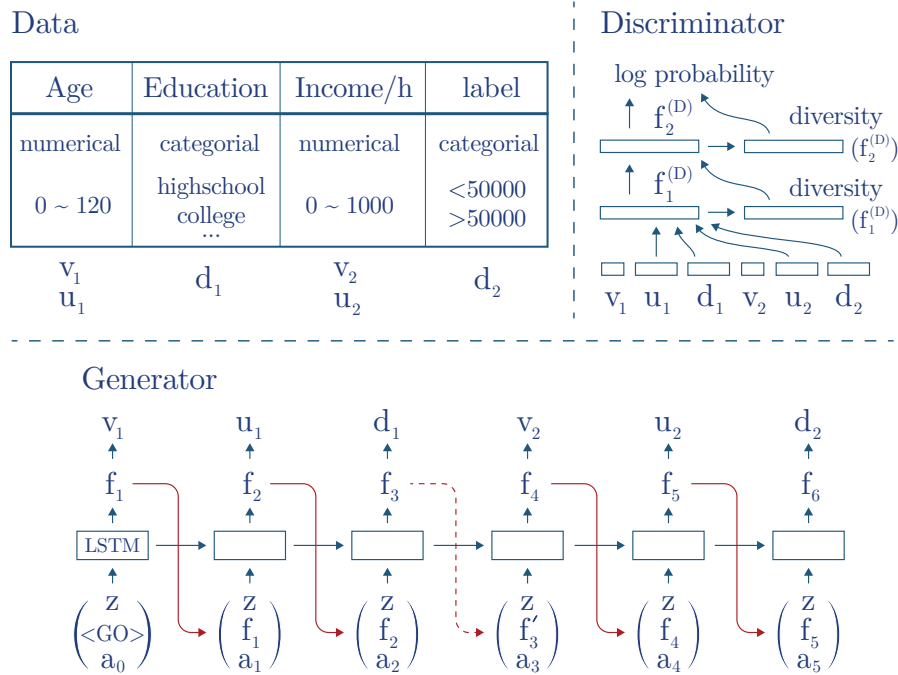 Data
Age Education Income/h label
numerical categorial numerical categorial
0 ~ 120 highschool college ... 0 ~ 1000 <50000 >50000
v₁ u₁ d₁ v₂ u₂ d₂
Discriminator
log probability
f₂⁽ᴰ⁾ diversity (f₂⁽ᴰ⁾)
f₁⁽ᴰ⁾ diversity (f₁⁽ᴰ⁾)
v₁ u₁ d₁ v₂ u₂ d₂
Generator
v₁ u₁ d₁ v₂ u₂ d₂
f₁ f₂ f₃ f₄ f₅ f₆
LSTM
z z z z z z
<GO> f₁ f₂ f′₃ f₄ f₅
a₀ a₁ a₂ a₃ a₄ a₅